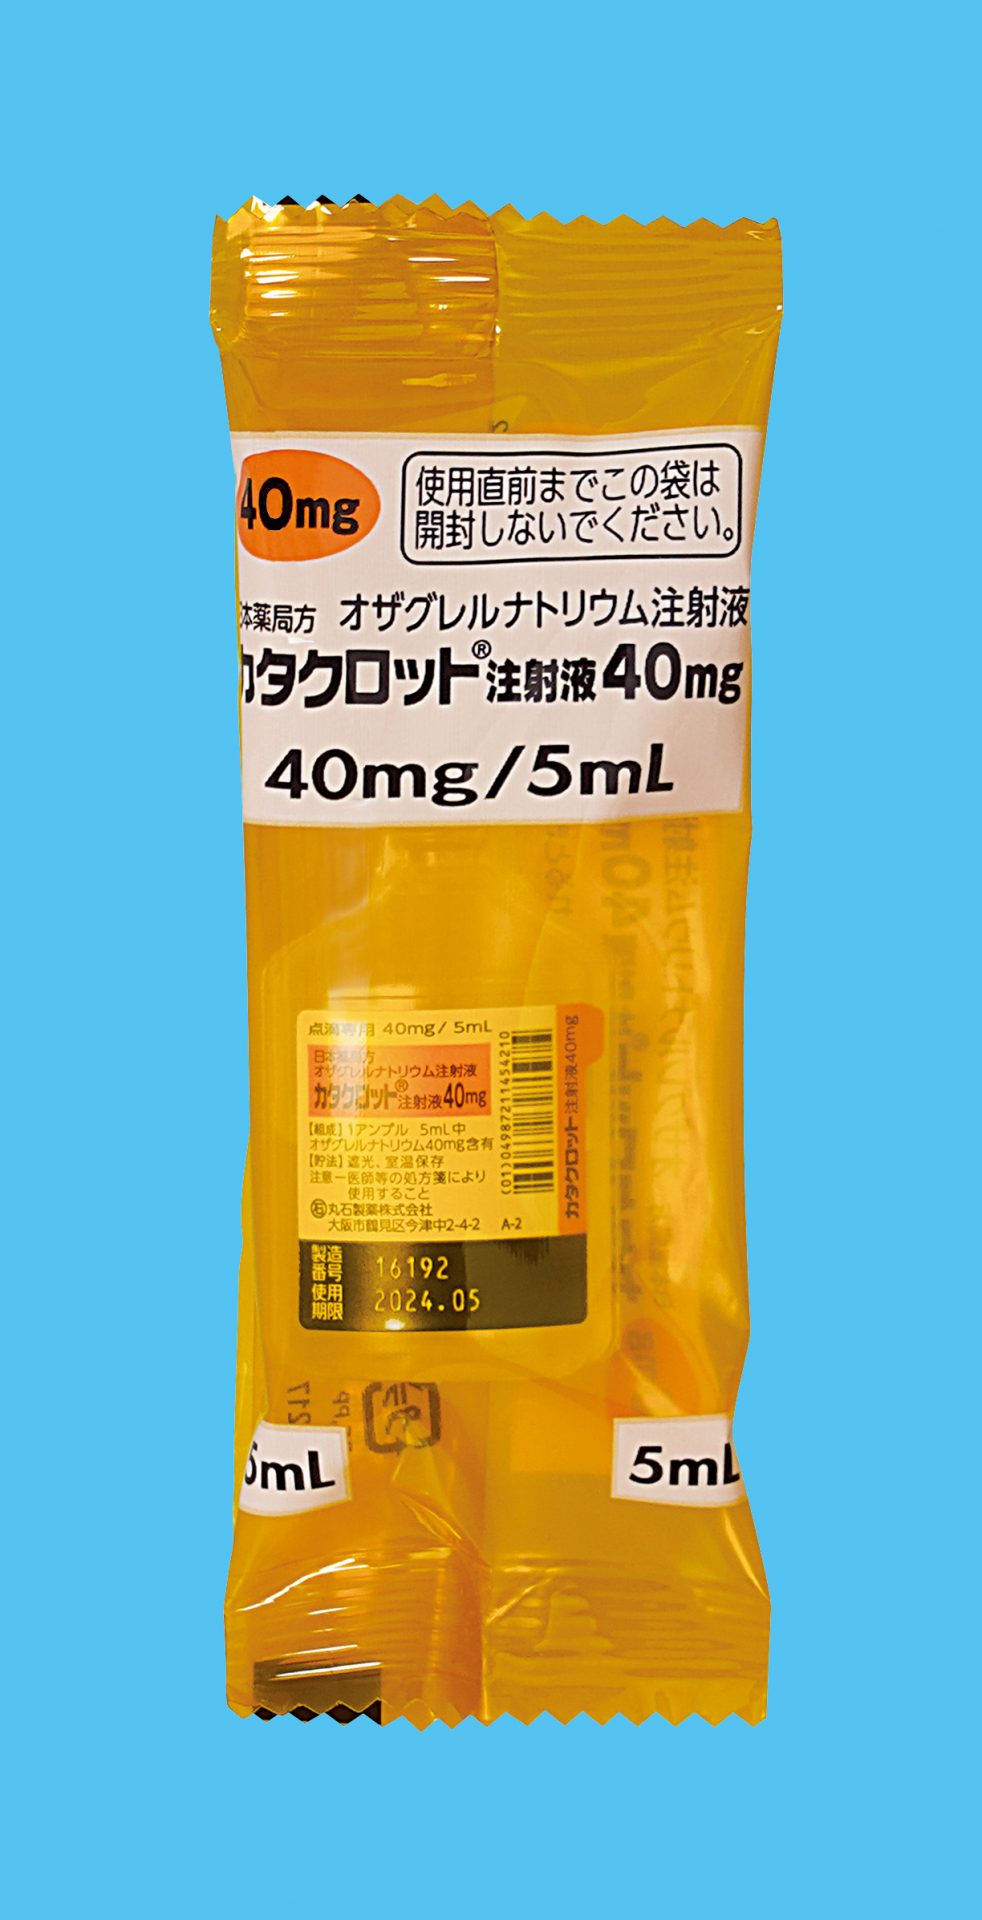 40mg
使用直前までこの袋は
開封しないでください。
本薬局方 オザグレルナトリウム注射液
カタクロット®注射液40mg
40mg/5mL
点滴専用 40mg/ 5mL
日本薬局方
オザグレルナトリウム注射液
カタクロット®注射液40mg
【組成】1アンプル 5mL中
オザグレルナトリウム40mg含有
【貯法】遮光、室温保存
注意-医師等の処方箋により
使用すること
石 丸石製薬株式会社
大阪市鶴見区今津中2-4-2 A-2
(01)04987211454210
カタクロット注射液40mg
製造番号 16192
使用期限 2024.05
5mL
5mL